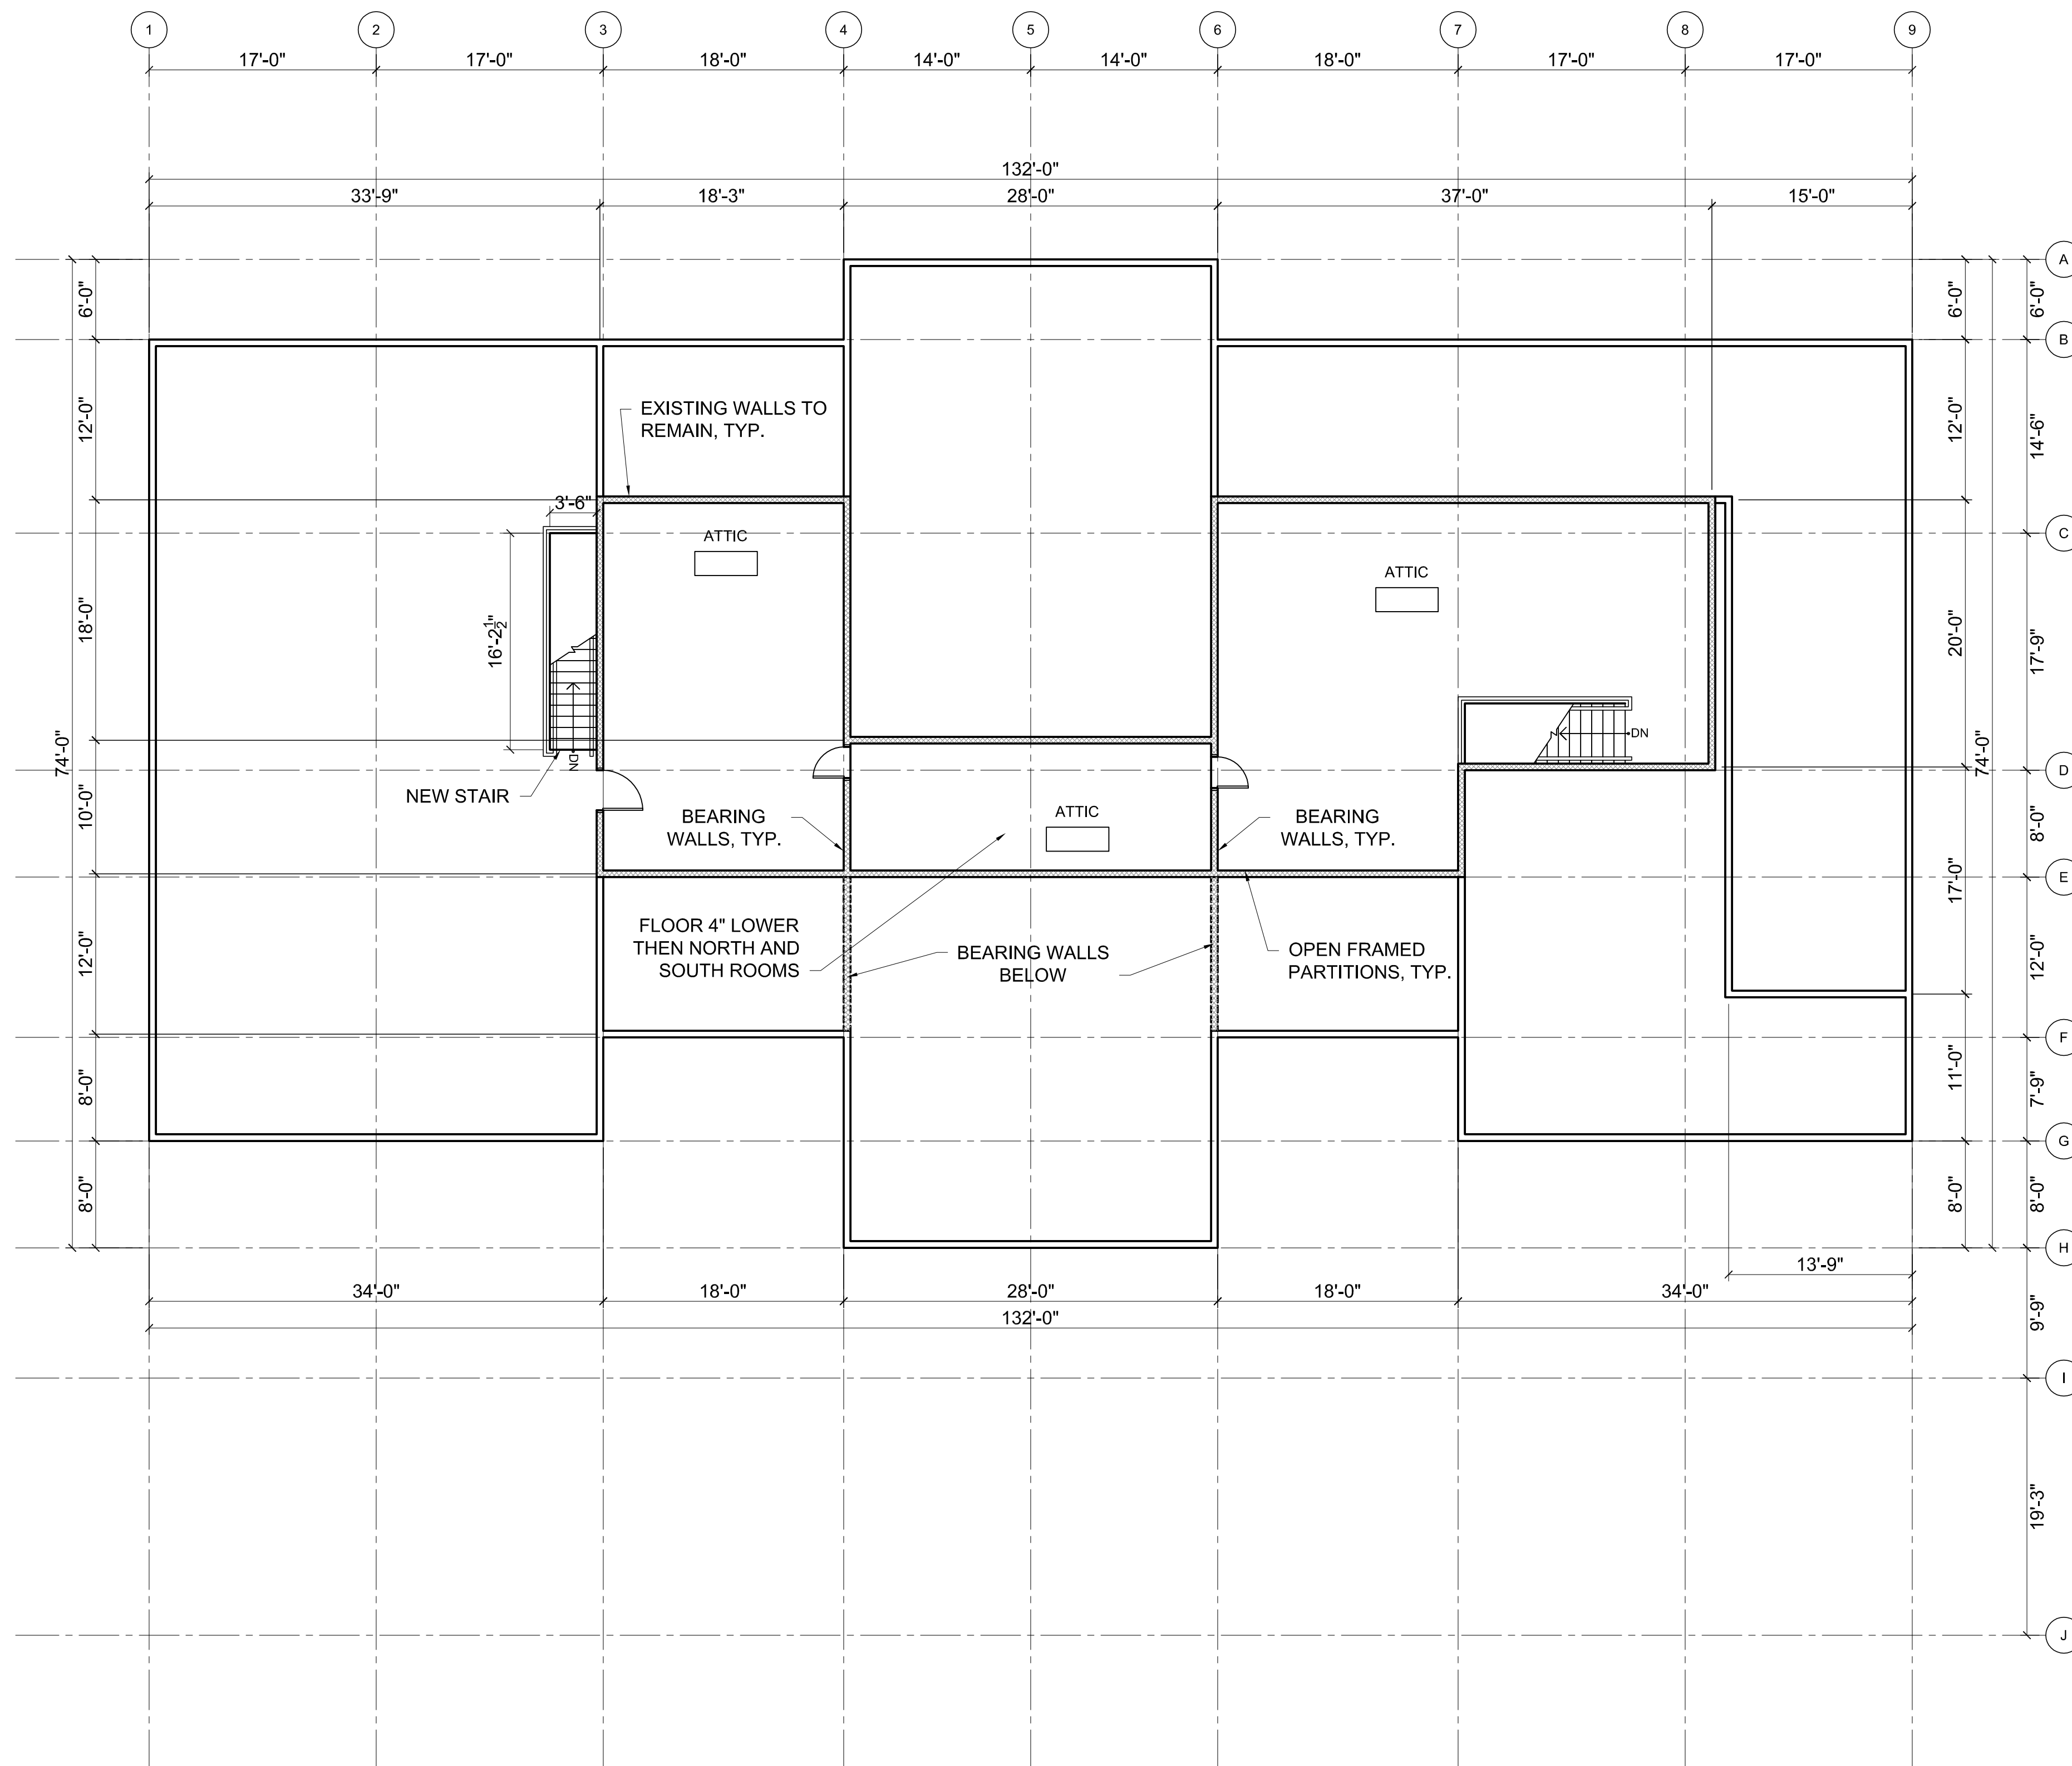 1 2 3 4 5 6 7 8 9
17'-0" 17'-0" 18'-0" 14'-0" 14'-0" 18'-0" 17'-0" 17'-0"
132'-0"
33'-9" 18'-3" 28'-0" 37'-0" 15'-0"
A
6'-0" 6'-0" 6'-0"
B
12'-0" 12'-0" 14'-6"
EXISTING WALLS TO
REMAIN, TYP.
3'-6"
C
ATTIC
ATTIC
18'-0" 16'-2 1/2" 20'-0" 17'-9"
DN
DN
74'-0" 74'-0"
D
NEW STAIR
10'-0" 8'-0"
BEARING
WALLS, TYP.
ATTIC
BEARING
WALLS, TYP.
E
17'-0"
FLOOR 4" LOWER
THEN NORTH AND
SOUTH ROOMS
BEARING WALLS
BELOW
OPEN FRAMED
PARTITIONS, TYP.
12'-0" 12'-0"
F
8'-0" 11'-0" 7'-9"
G
8'-0" 8'-0" 8'-0"
H
13'-9"
34'-0" 18'-0" 28'-0" 18'-0" 34'-0"
132'-0"
9'-9"
I
19'-3"
J